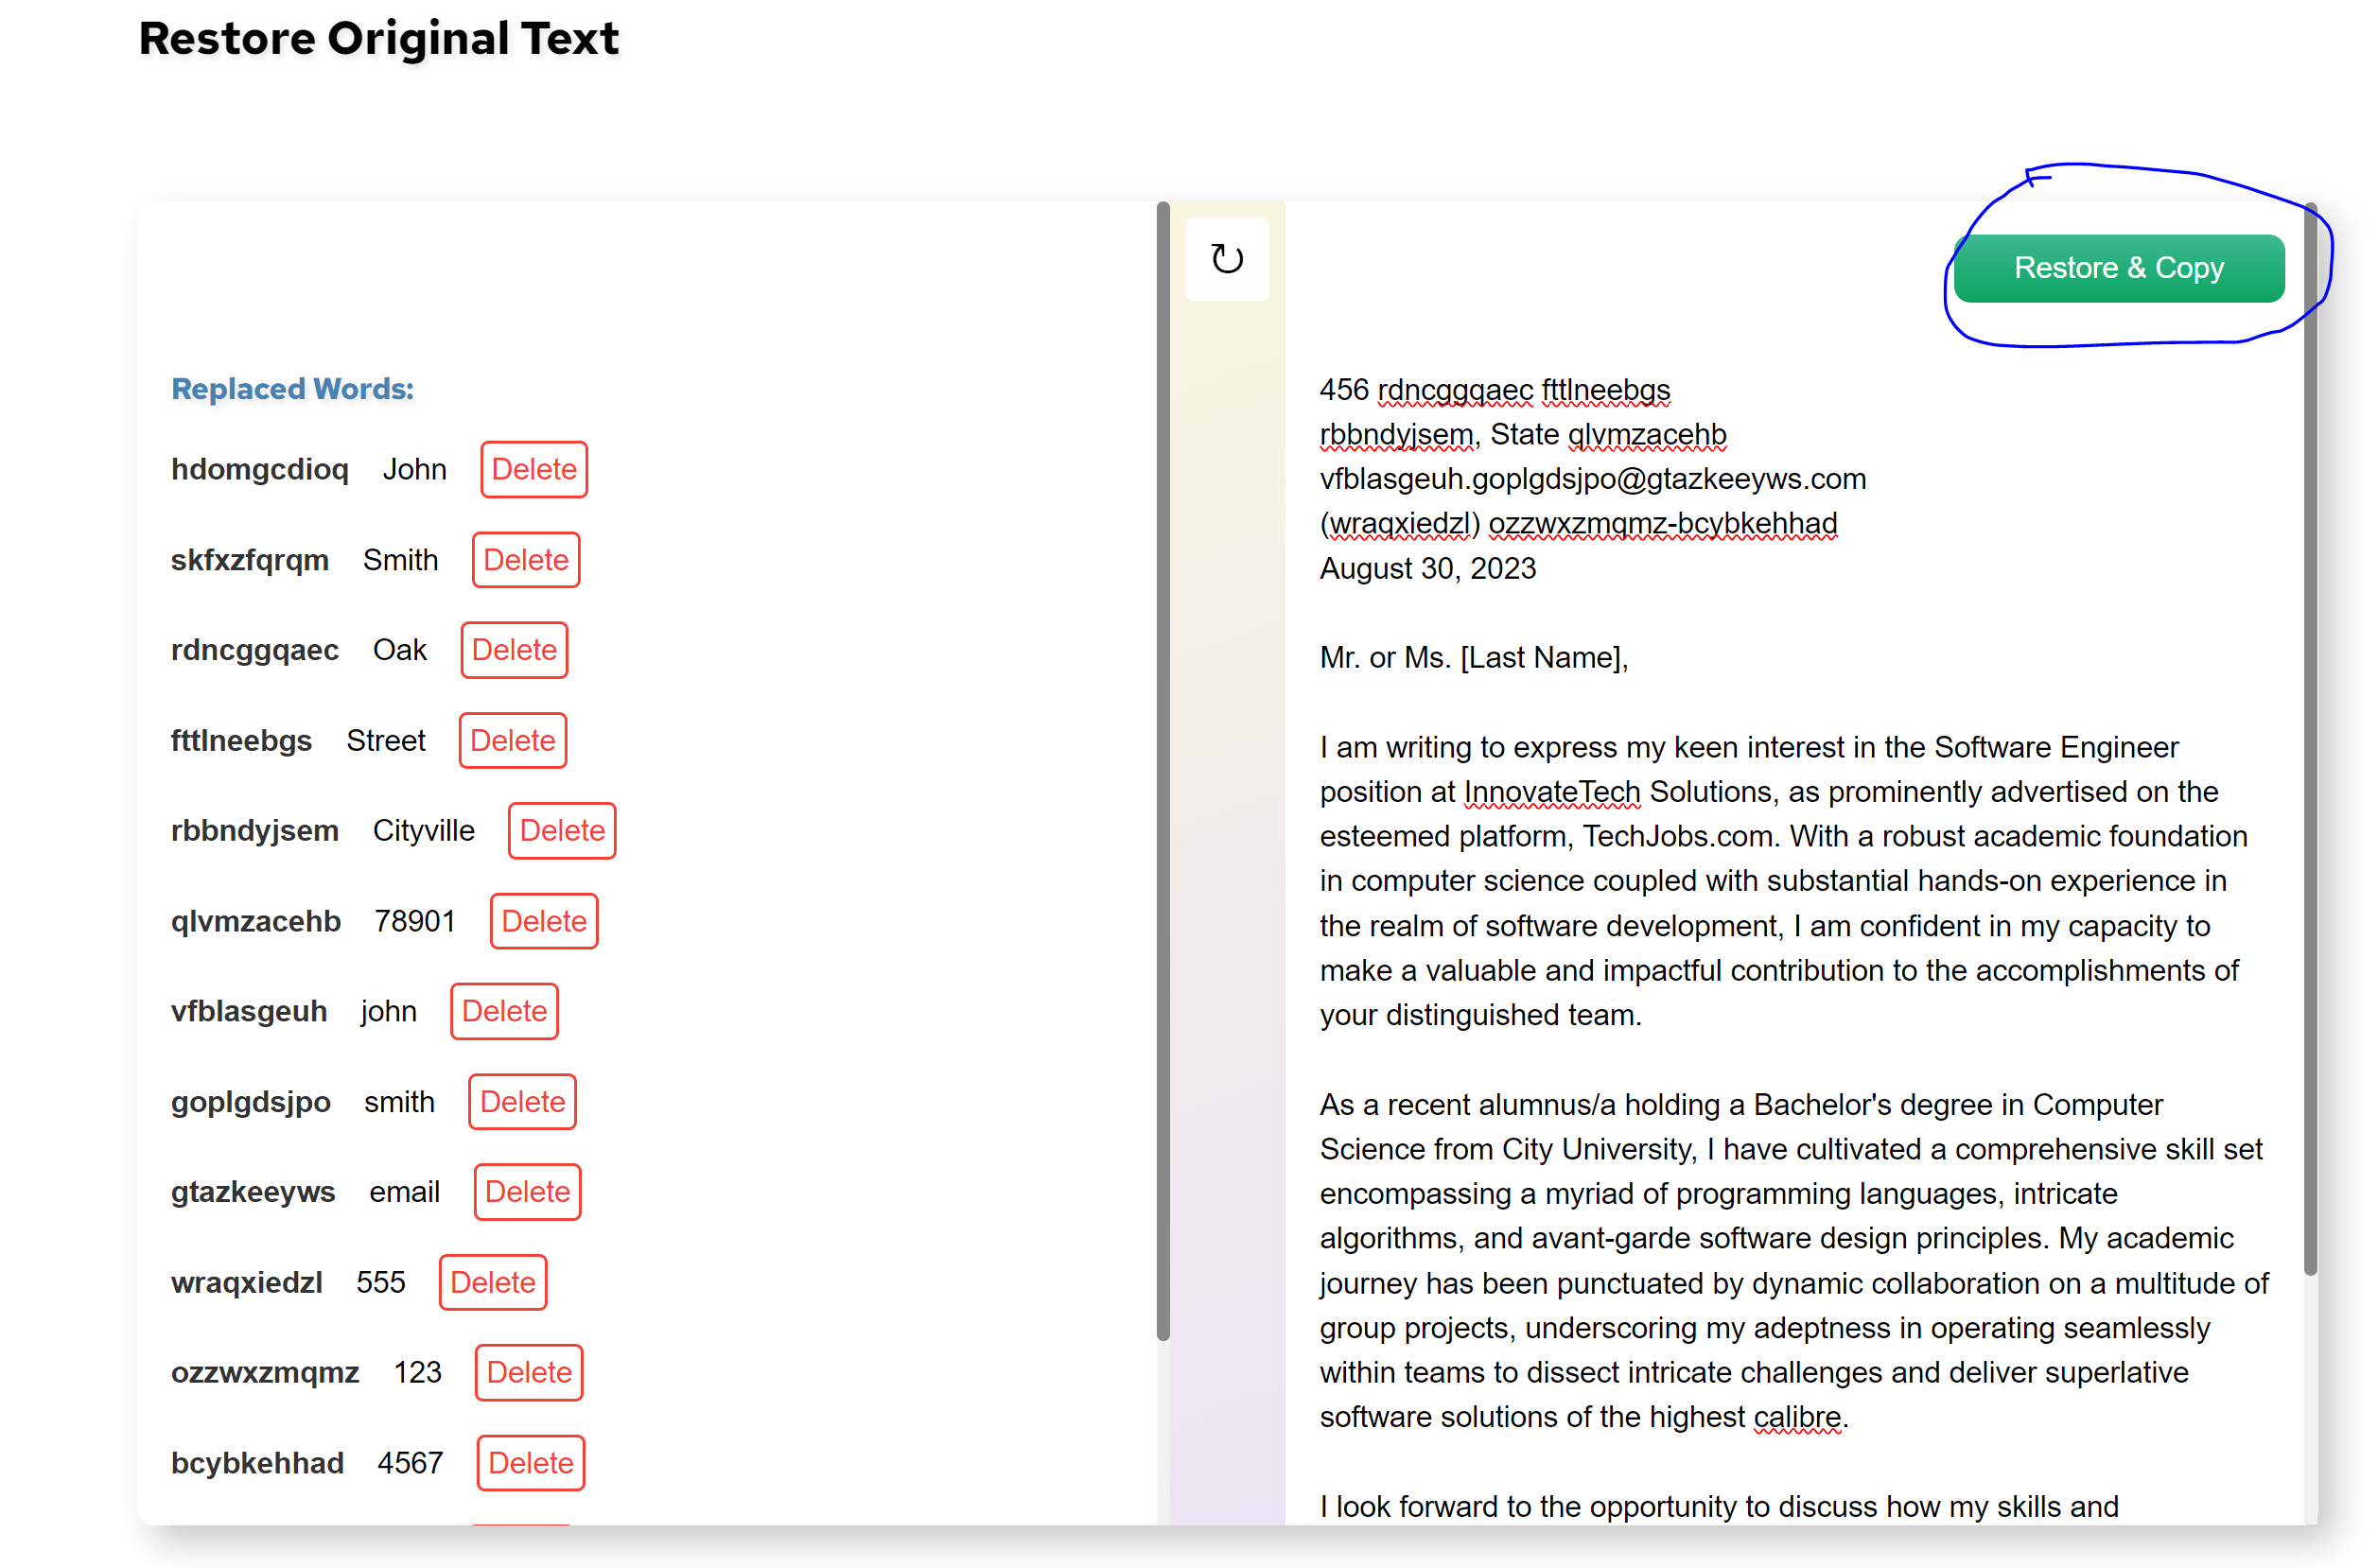 Restore Original Text
Replaced Words:
hdomgcdioq John Delete
skfxzfqrqm Smith Delete
rdncggqaec Oak Delete
fttlneebgs Street Delete
rbbndyjsem Cityville Delete
qlvmzacehb 78901 Delete
vfblasgeuh john Delete
goplgdsjpo smith Delete
gtazkeeyws email Delete
wraqxiedzl 555 Delete
ozzwxzmqmz 123 Delete
bcybkehhad 4567 Delete
Restore & Copy
456 rdncggqaec fttlneebgs
rbbndyjsem, State qlvmzacehb
vfblasgeuh.goplgdsjpo@gtazkeeyws.com
(wraqxiedzl) ozzwxzmqmz-bcybkehhad
August 30, 2023
Mr. or Ms. [Last Name],
I am writing to express my keen interest in the Software Engineer
position at InnovateTech Solutions, as prominently advertised on the
esteemed platform, TechJobs.com. With a robust academic foundation
in computer science coupled with substantial hands-on experience in
the realm of software development, I am confident in my capacity to
make a valuable and impactful contribution to the accomplishments of
your distinguished team.
As a recent alumnus/a holding a Bachelor's degree in Computer
Science from City University, I have cultivated a comprehensive skill set
encompassing a myriad of programming languages, intricate
algorithms, and avant-garde software design principles. My academic
journey has been punctuated by dynamic collaboration on a multitude of
group projects, underscoring my adeptness in operating seamlessly
within teams to dissect intricate challenges and deliver superlative
software solutions of the highest calibre.
I look forward to the opportunity to discuss how my skills and